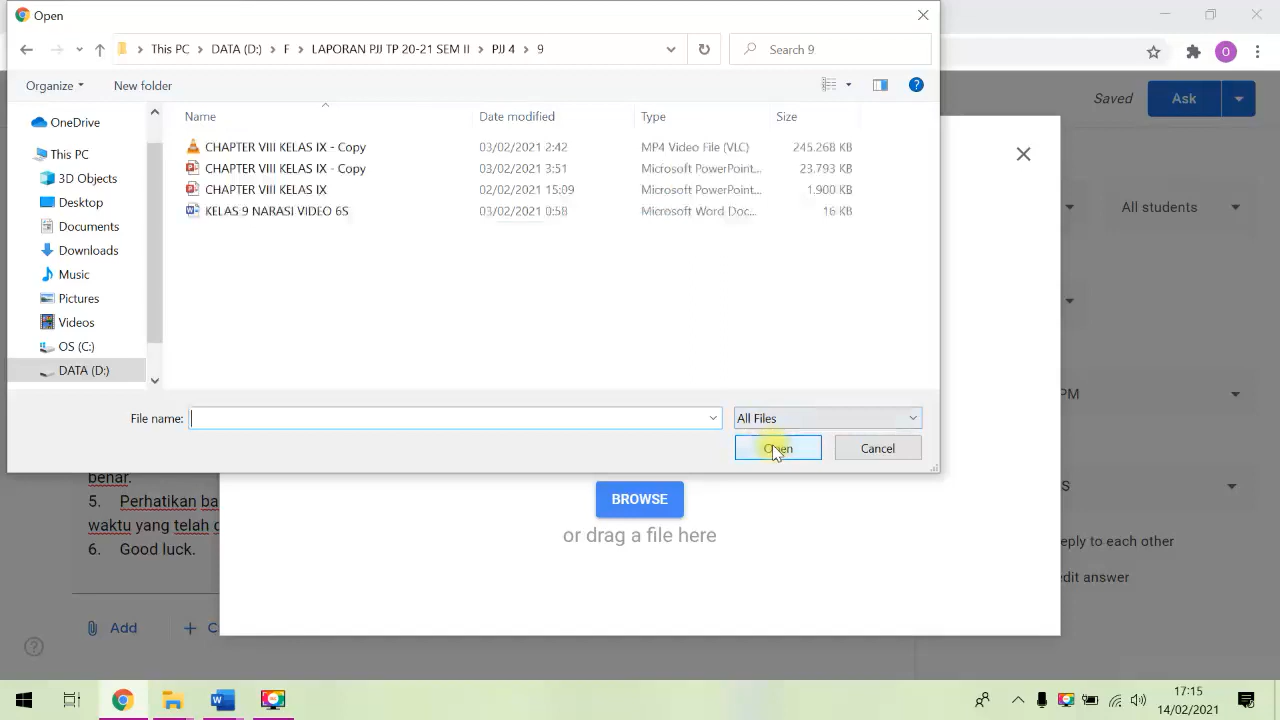 Open
This PC > DATA (D:) > F > LAPORAN PJJ TP 20-21 SEM II > PJJ 4 > 9
Search 9
Organize
New folder
Saved
Ask
OneDrive
This PC
3D Objects
Desktop
Documents
Downloads
Music
Pictures
Videos
OS (C:)
DATA (D:)
Name Date modified Type Size
CHAPTER VIII KELAS IX - Copy 03/02/2021 2:42 MP4 Video File (VLC) 245.268 KB
CHAPTER VIII KELAS IX - Copy 03/02/2021 3:51 Microsoft PowerPoint... 23.793 KB
CHAPTER VIII KELAS IX 02/02/2021 15:09 Microsoft PowerPoint... 1.900 KB
KELAS 9 NARASI VIDEO 6S 03/02/2021 0:58 Microsoft Word Doc... 16 KB
All students
PM
File name:
All Files
Open
Cancel
benar.
5. Perhatikan ba
waktu yang telah
6. Good luck.
BROWSE
or drag a file here
S
eply to each other
edit answer
Add
+ C
17:15
14/02/2021